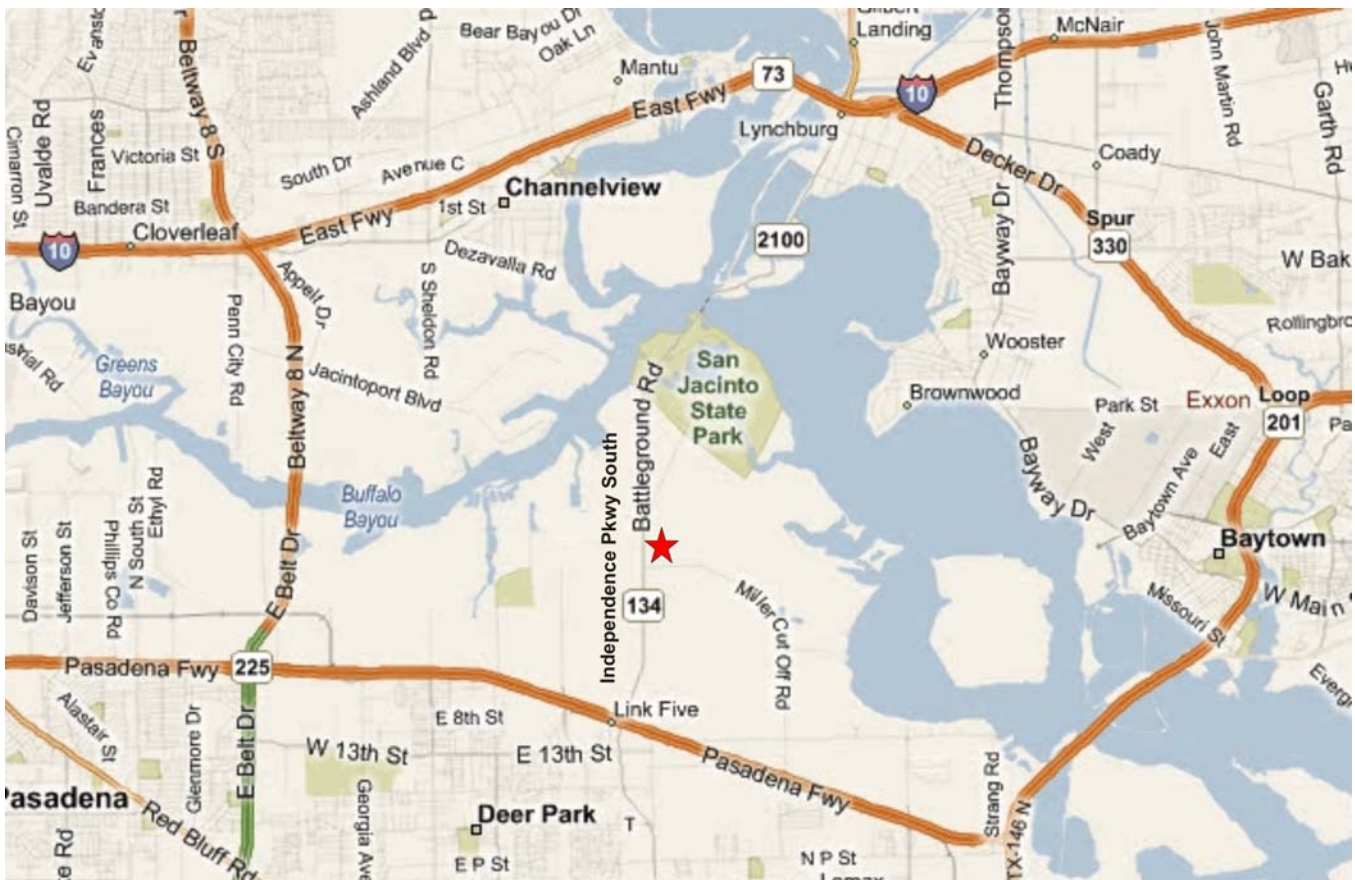 Evanst
Beltway 8 S
Ashland Blvd
Bear Bayou Dr
Oak Ln
Mantu
73
East Fwy
Gilbert
Landing
10
Thompson
McNair
John Martin Rd
Garth Rd
Lynchburg
Decker Dr
Coady
Cimarron St
Uvalde Rd
Frances
Victoria St
South Dr
Avenue C
Channelview
1st St
Bandera St
Cloverleaf
East Fwy
10
2100
Bayway Dr
Spur
330
W Bak
Dezavalla Rd
S Sheldon Rd
Appelt Dr
Bayou
Penn City Rd
Beltway 8 N
Rollingbro
Wooster
Greens
Bayou
Jacintoport Blvd
Battleground Rd
San
Jacinto
State
Park
Brownwood
Park St
Exxon
Loop
201
Pa
West
East
Baytown Ave
Bayway Dr
Independence Pkwy South
Buffalo
Bayou
Davison St
Jefferson St
Phillips Co Rd
N South St
Ethyl Rd
E Belt Dr
Baytown
134
Miller Cut Off Rd
Missouri St
W Main
Pasadena Fwy
225
Evergr
Alastair St
Glenmore Dr
E Belt Dr
E 8th St
Link Five
W 13th St
E 13th St
Pasadena Fwy
Strang Rd
TX-146 N
Pasadena
Red Bluff Rd
Georgia Ave
Deer Park
T
E P St
N P St